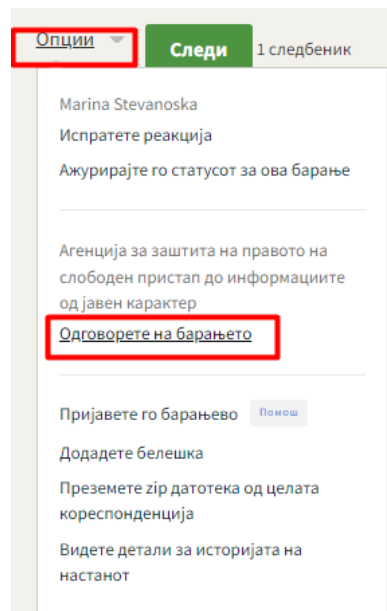 Опции
Следи
1 следбеник
Marina Stevanoska
Испратете реакција
Ажурирајте го статусот за ова барање
Агенција за заштита на правото на
слободен пристап до информациите
од јавен карактер
Одговорете на барањето
Пријавете го барањево
Помош
Додадете белешка
Преземете zip датотека од целата
кореспонденција
Видете детали за историјата на
настанот